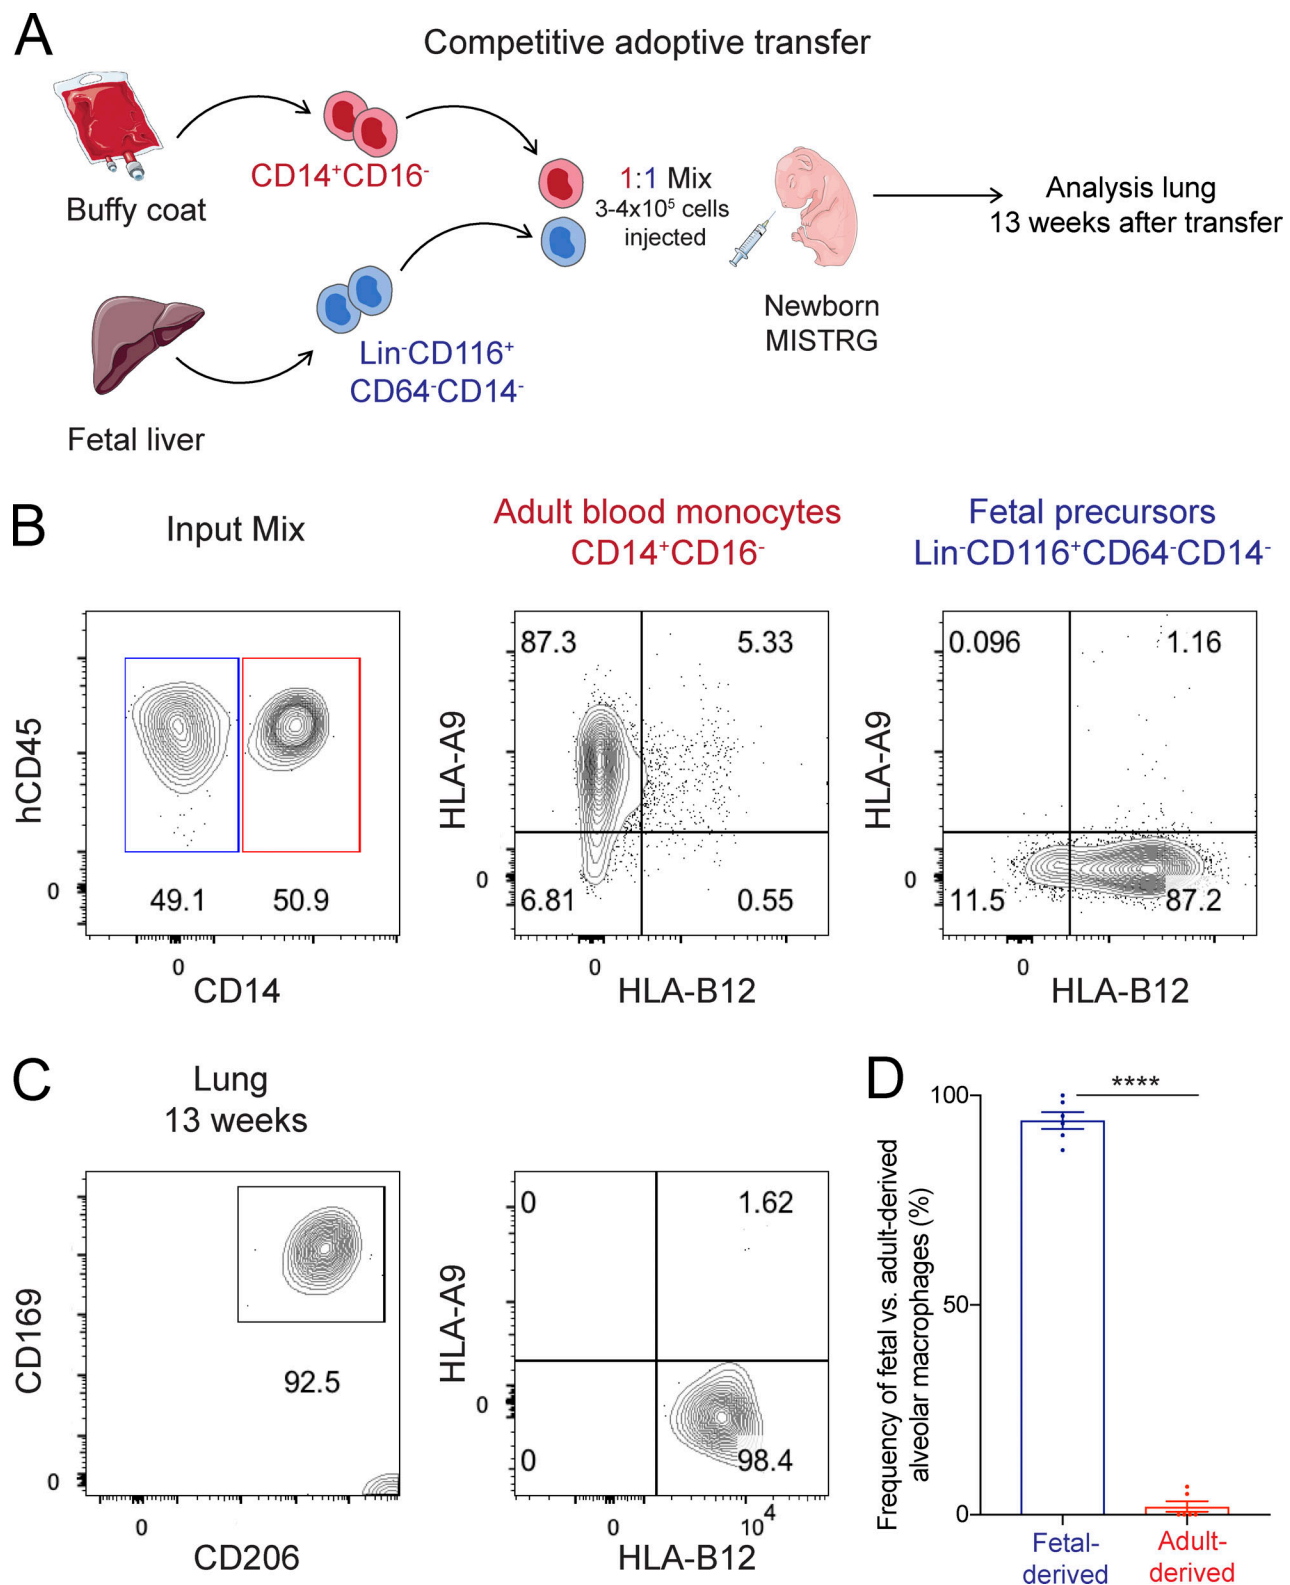 A
Competitive adoptive transfer
Buffy coat
CD14⁺CD16⁻
1:1 Mix
3-4x10⁵ cells
injected
Analysis lung
13 weeks after transfer
Newborn
MISTRG
Lin⁻CD116⁺
CD64⁻CD14⁻
Fetal liver
B
Input Mix
Adult blood monocytes
CD14⁺CD16⁻
Fetal precursors
Lin⁻CD116⁺CD64⁻CD14⁻
hCD45
0
49.1
50.9
0
CD14
HLA-A9
0
87.3
5.33
6.81
0.55
0
HLA-B12
HLA-A9
0
0.096
1.16
11.5
87.2
0
HLA-B12
C
Lung
13 weeks
CD169
0
92.5
0
CD206
HLA-A9
0
0
1.62
0
98.4
0
10⁴
HLA-B12
D
Frequency of fetal vs. adult-derived
alveolar macrophages (%)
100
50
0
****
Fetal-
derived
Adult-
derived